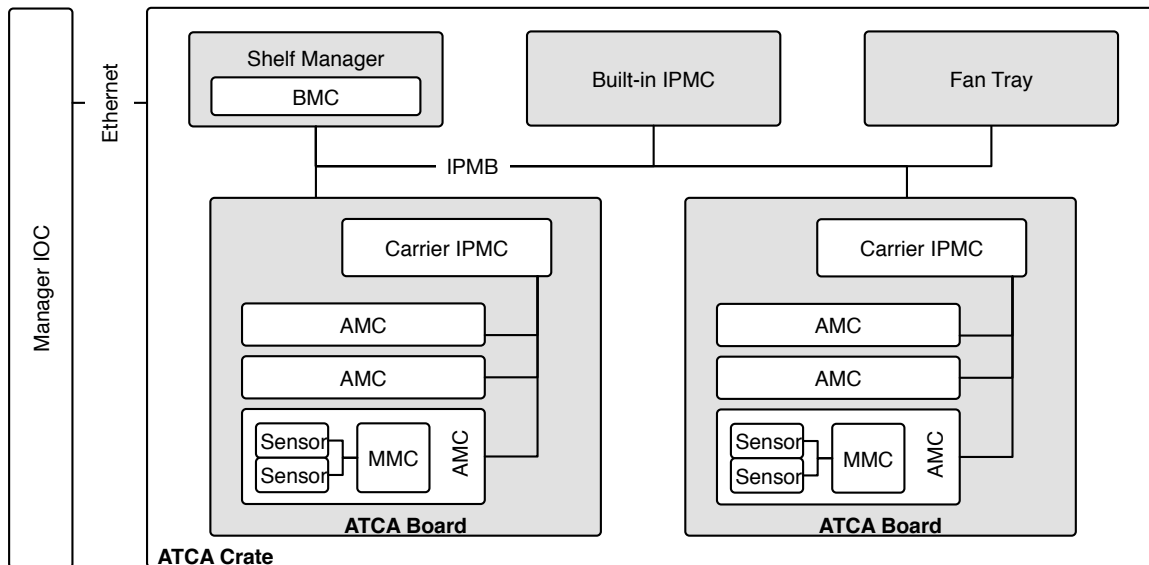 Manager IOC
Ethernet
Shelf Manager
BMC
Built-in IPMC
Fan Tray
IPMB
Carrier IPMC
AMC
AMC
Sensor
Sensor
MMC
AMC
ATCA Board
Carrier IPMC
AMC
AMC
Sensor
Sensor
MMC
AMC
ATCA Board
ATCA Crate